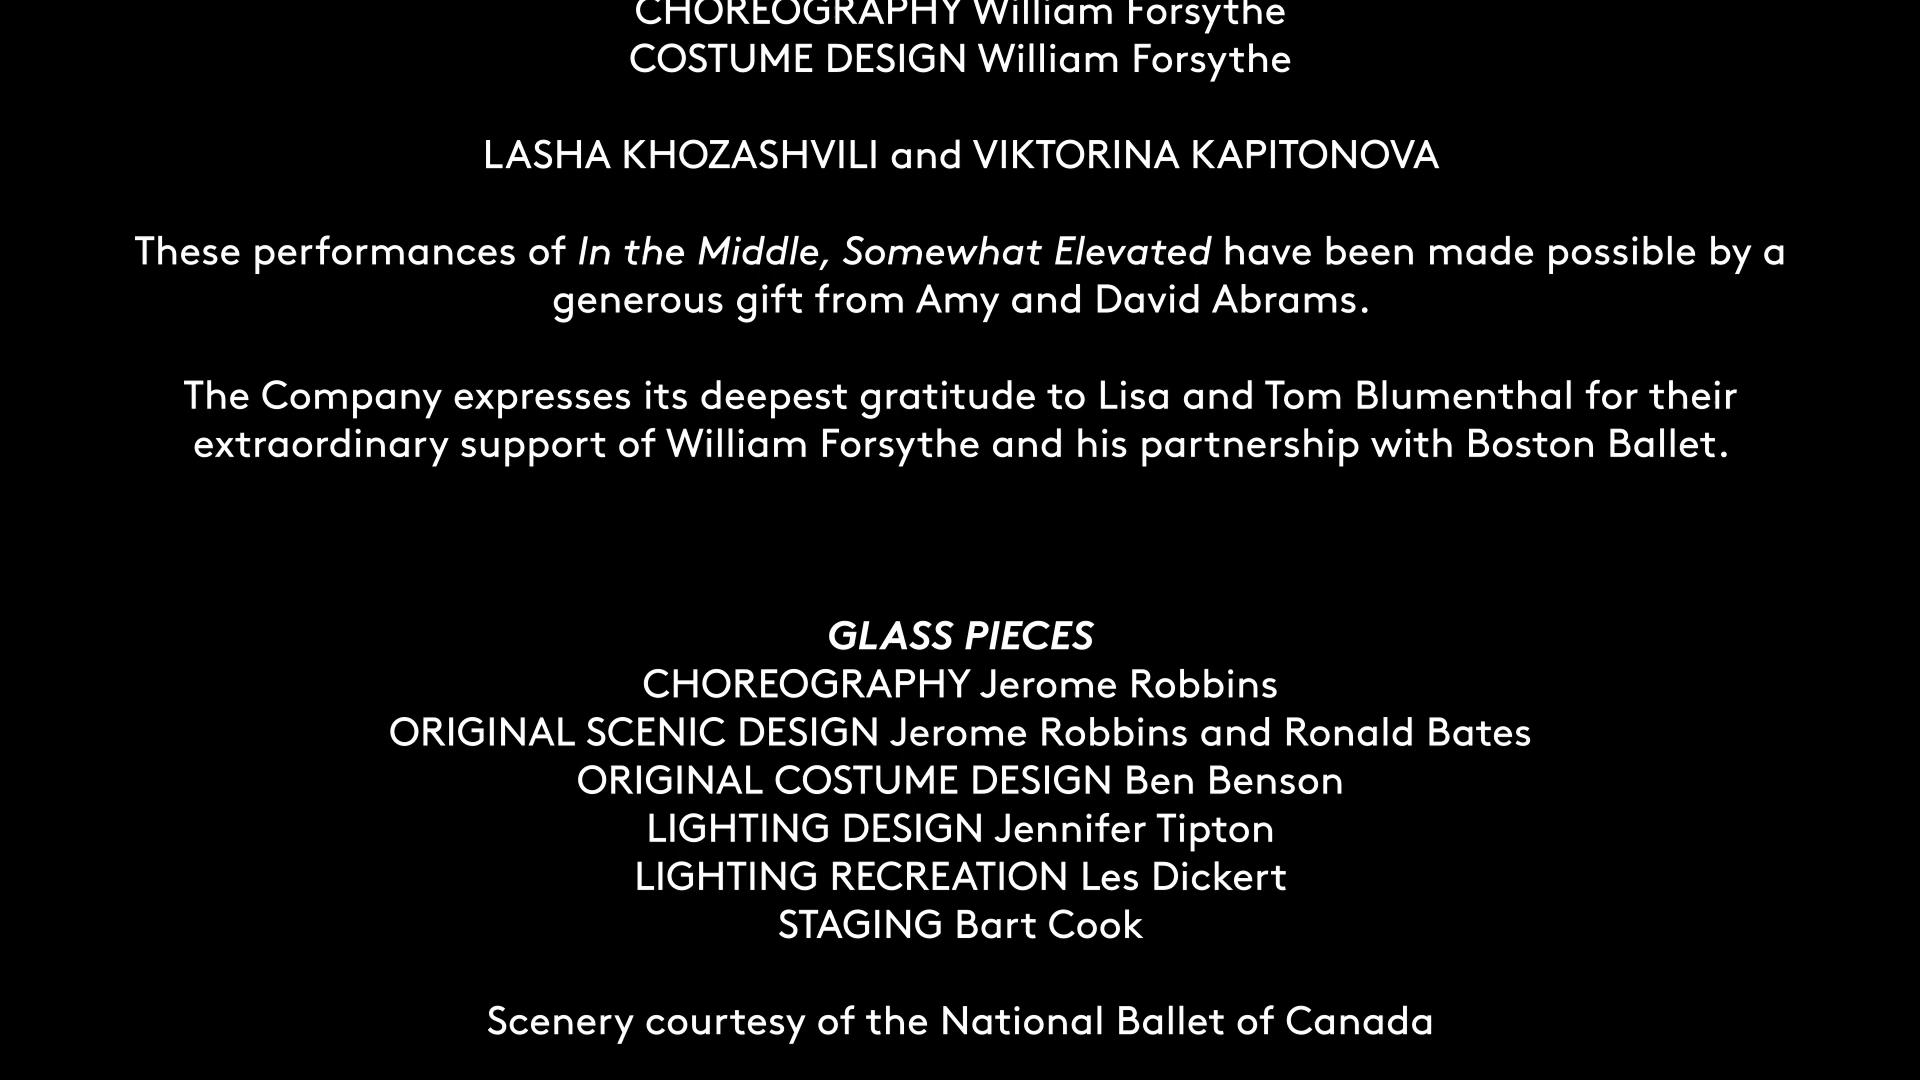 CHOREOGRAPHY William Forsythe
COSTUME DESIGN William Forsythe
LASHA KHOZASHVILI and VIKTORINA KAPITONOVA
These performances of In the Middle, Somewhat Elevated have been made possible by a
generous gift from Amy and David Abrams.
The Company expresses its deepest gratitude to Lisa and Tom Blumenthal for their
extraordinary support of William Forsythe and his partnership with Boston Ballet.
GLASS PIECES
CHOREOGRAPHY Jerome Robbins
ORIGINAL SCENIC DESIGN Jerome Robbins and Ronald Bates
ORIGINAL COSTUME DESIGN Ben Benson
LIGHTING DESIGN Jennifer Tipton
LIGHTING RECREATION Les Dickert
STAGING Bart Cook
Scenery courtesy of the National Ballet of Canada